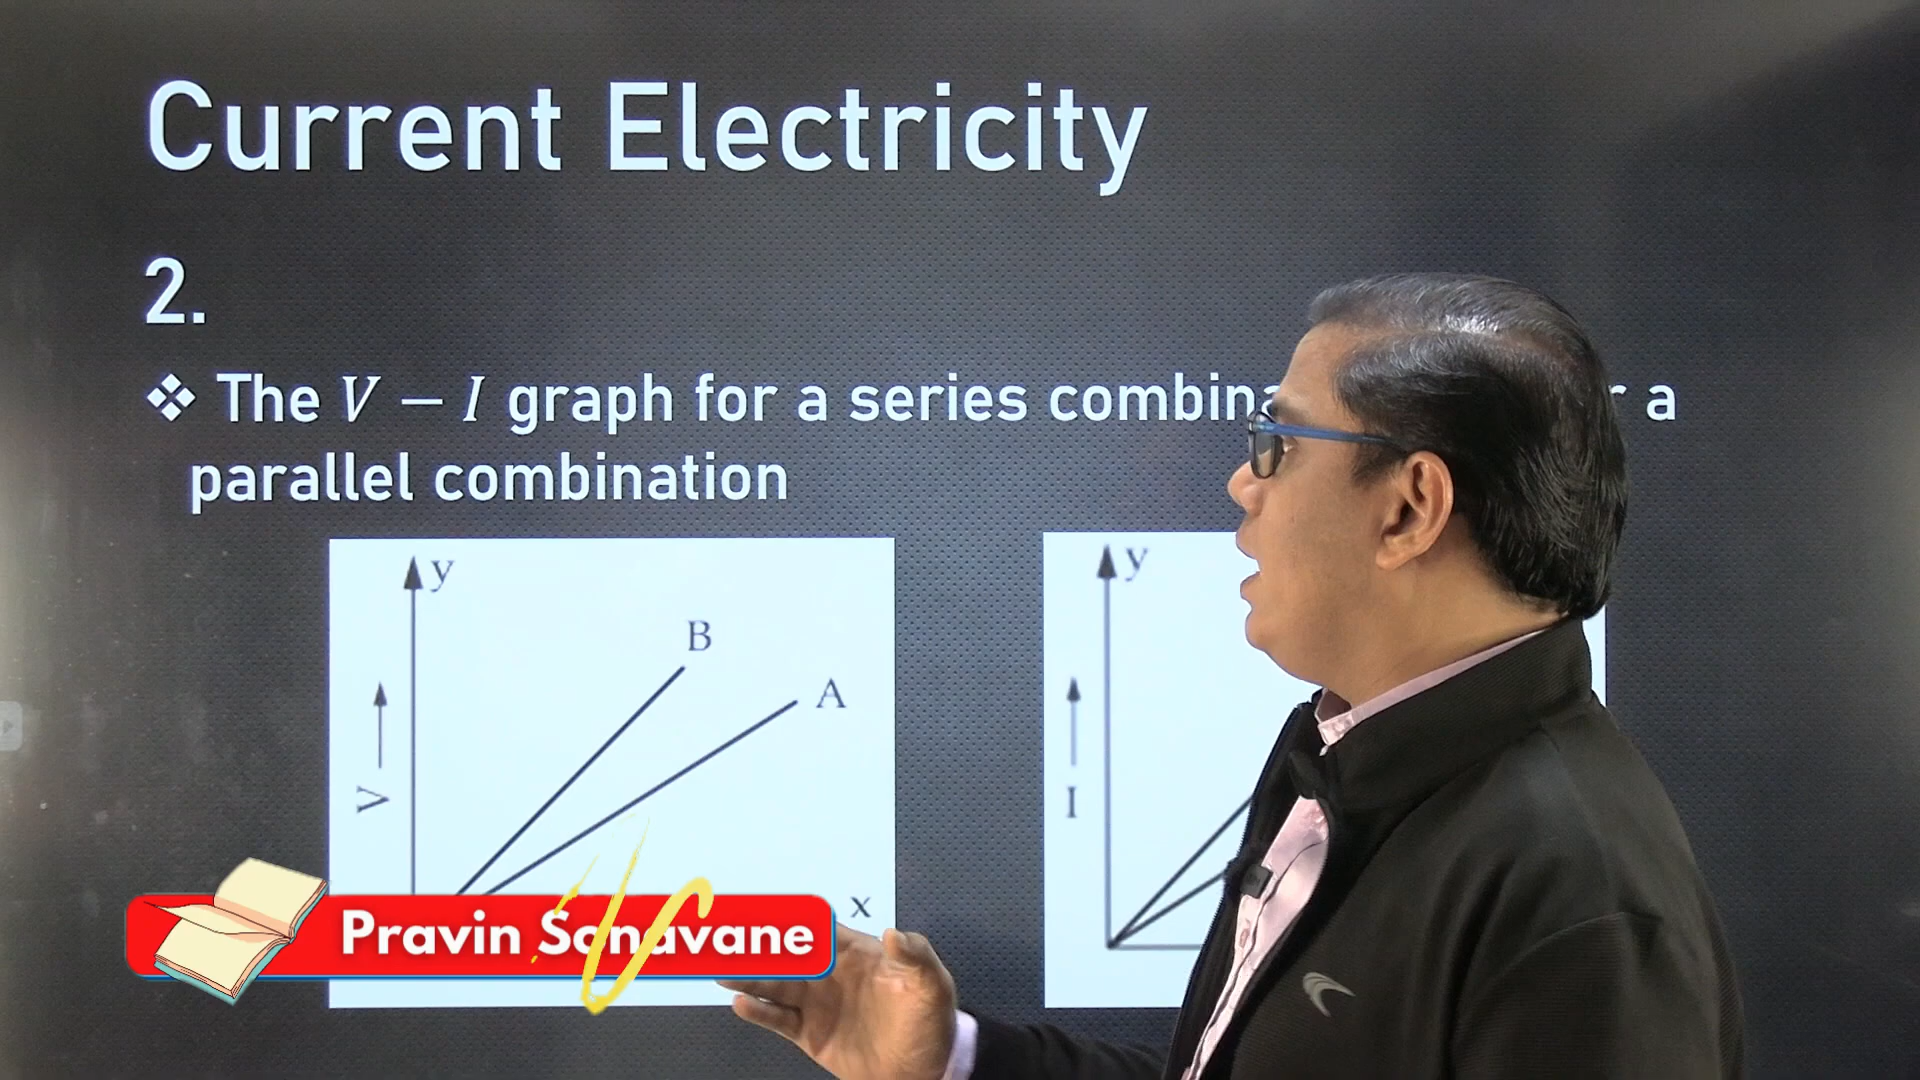 Current Electricity
2.
❖ The V – I graph for a series combina a
parallel combination
y
B
A
V
x
y
I
Pravin Sonavane